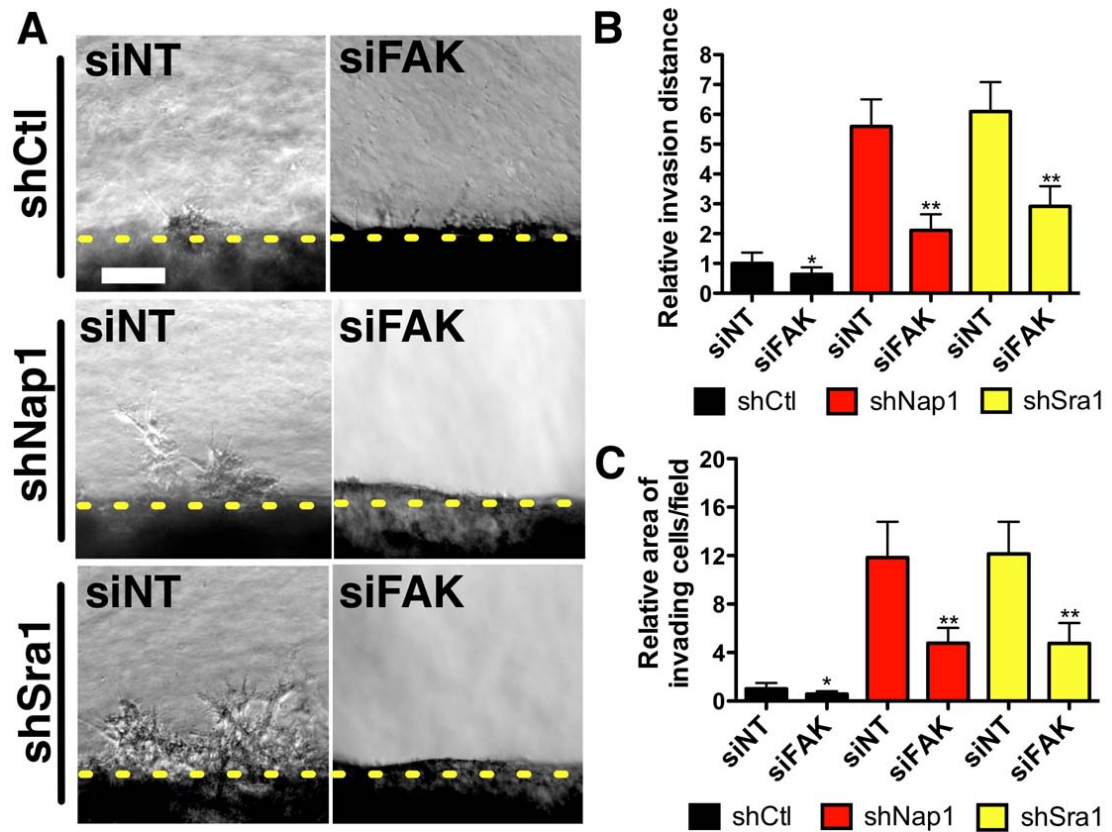 A
siNT
siFAK
shCtl
siNT
siFAK
shNap1
siNT
siFAK
shSra1
B
Relative invasion distance
8
7
6
5
4
3
2
1
0
*
**
**
siNT
siFAK
siNT
siFAK
siNT
siFAK
shCtl shNap1 shSra1
C
Relative area of
invading cells/field
20
16
12
8
4
0
*
**
**
siNT
siFAK
siNT
siFAK
siNT
siFAK
shCtl shNap1 shSra1